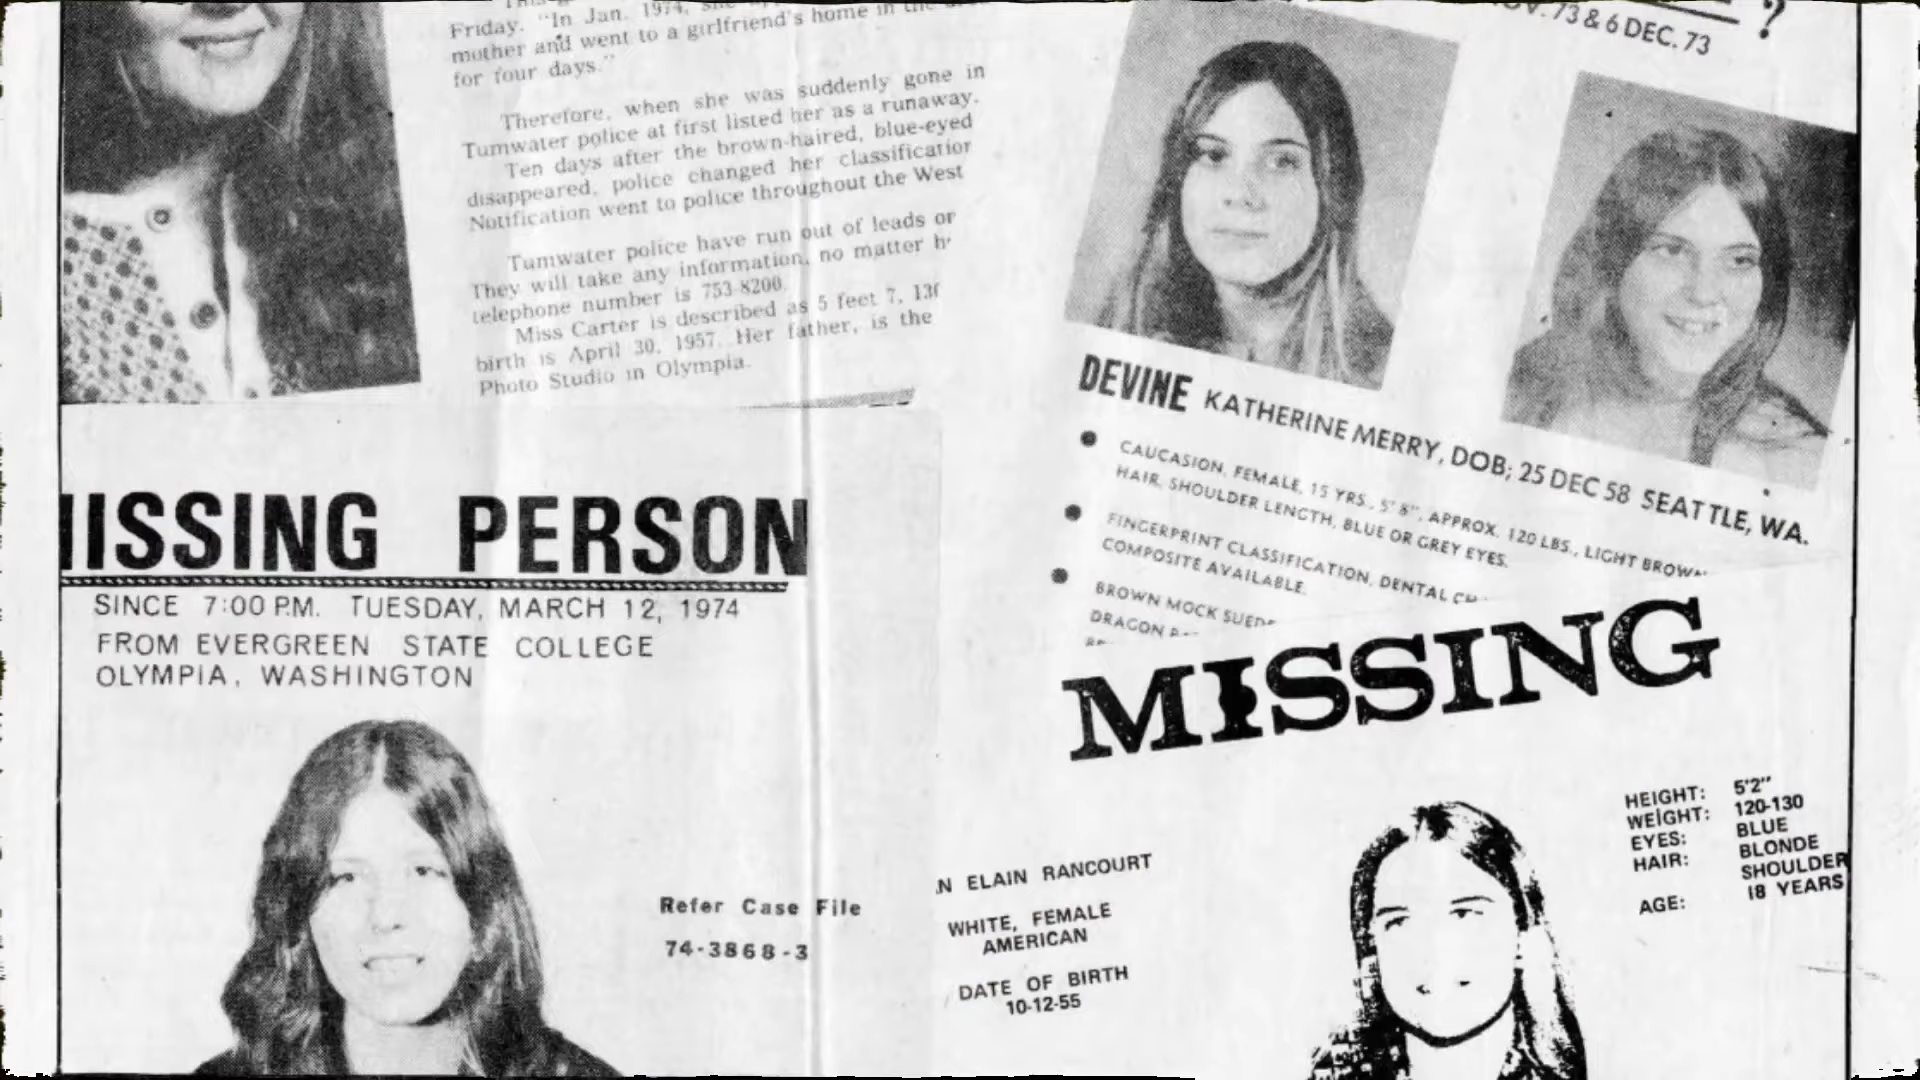 Friday. "In Jan. 1974, she
mother and went to a girlfriend's home in the
for four days."
Therefore, when she was suddenly gone in
Tumwater police at first listed her as a runaway.
Ten days after the brown-haired, blue-eyed
disappeared, police changed her classification
Notification went to police throughout the West
Tumwater police have run out of leads or
They will take any information, no matter h
telephone number is 753-8200.
Miss Carter is described as 5 feet 7, 13
birth is April 30, 1957. Her father, is the
Photo Studio in Olympia.
?
V. 73 & 6 DEC. 73
DEVINE KATHERINE MERRY, DOB; 25 DEC 58 SEATTLE, WA.
• CAUCASION, FEMALE, 15 YRS., 5' 8", APPROX. 120 LBS., LIGHT BROWN
HAIR, SHOULDER LENGTH, BLUE OR GREY EYES.
• FINGERPRINT CLASSIFICATION, DENTAL CH
COMPOSITE AVAILABLE.
• BROWN MOCK SUEDE
DRAGON
ISSING PERSON
SINCE 7:00 P.M. TUESDAY, MARCH 12, 1974
FROM EVERGREEN STATE COLLEGE
OLYMPIA, WASHINGTON
Refer Case File
74-3868-3
MISSING
N ELAIN RANCOURT
WHITE, FEMALE
AMERICAN
DATE OF BIRTH
10-12-55
HEIGHT: 5'2"
WEIGHT: 120-130
EYES: BLUE
HAIR: BLONDE
SHOULDER
AGE: 18 YEARS